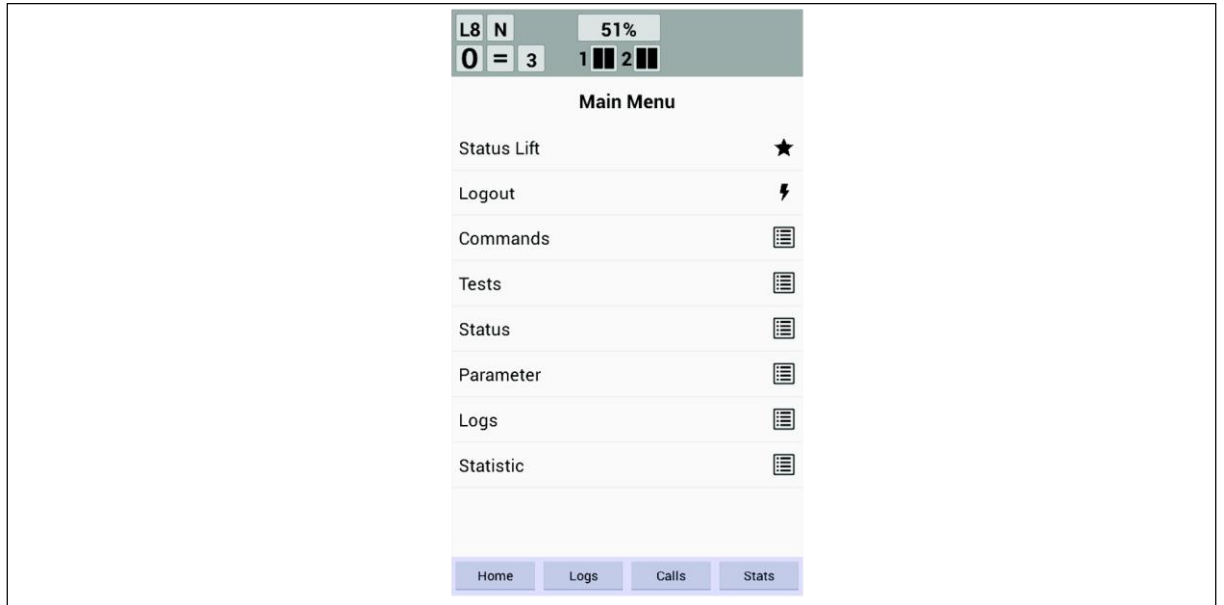 L8 N 51%
0 = 3 1 2
Main Menu
Status Lift
Logout
Commands
Tests
Status
Parameter
Logs
Statistic
Home Logs Calls Stats